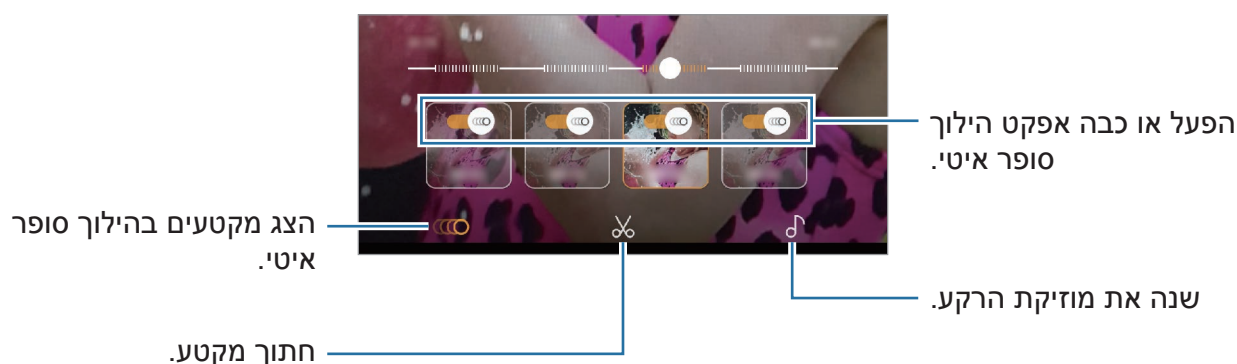 הפעל או כבה אפקט הילוך
סופר איטי.
הצג מקטעים בהילוך סופר
איטי.
שנה את מוזיקת הרקע.
חתוך מקטע.